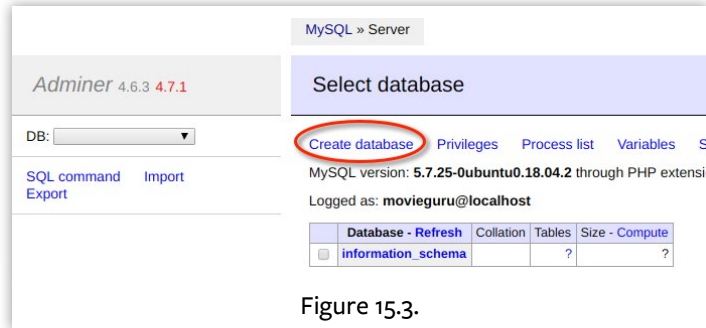 MySQL » Server
Adminer 4.6.3 4.7.1
Select database
DB:
Create database Privileges Process list Variables S
SQL command Import
Export
MySQL version: 5.7.25-0ubuntu0.18.04.2 through PHP extensi
Logged as: movieguru@localhost
Database - Refresh Collation Tables Size - Compute
information_schema ? ?
Figure 15.3.